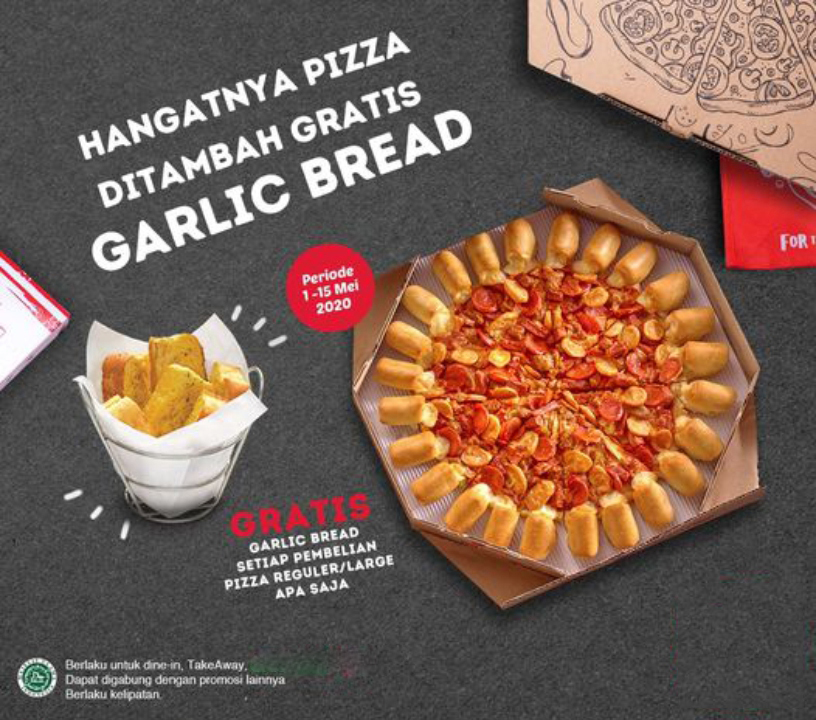 HANGATNYA PIZZA
DITAMBAH GRATIS
GARLIC BREAD
Periode
1-15 Mei
2020
FOR
GRATIS
GARLIC BREAD
SETIAP PEMBELIAN
PIZZA REGULER/LARGE
APA SAJA
Berlaku untuk dine-in, TakeAway,
Dapat digabung dengan promosi lainnya
Berlaku kelipatan.